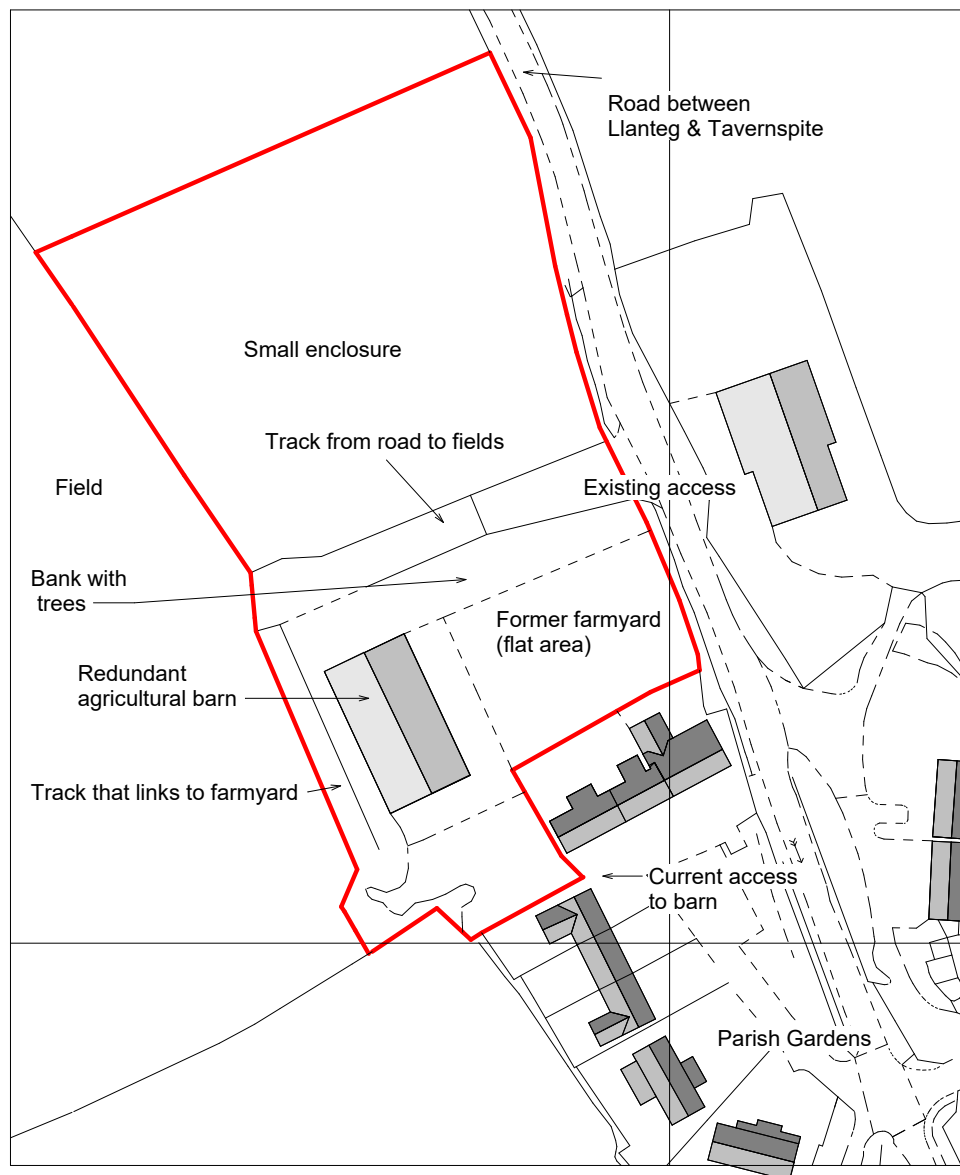 Road between
Llanteg & Tavernspite
Small enclosure
Track from road to fields
Field
Existing access
Bank with
trees
Former farmyard
(flat area)
Redundant
agricultural barn
Track that links to farmyard
Current access
to barn
Parish Gardens